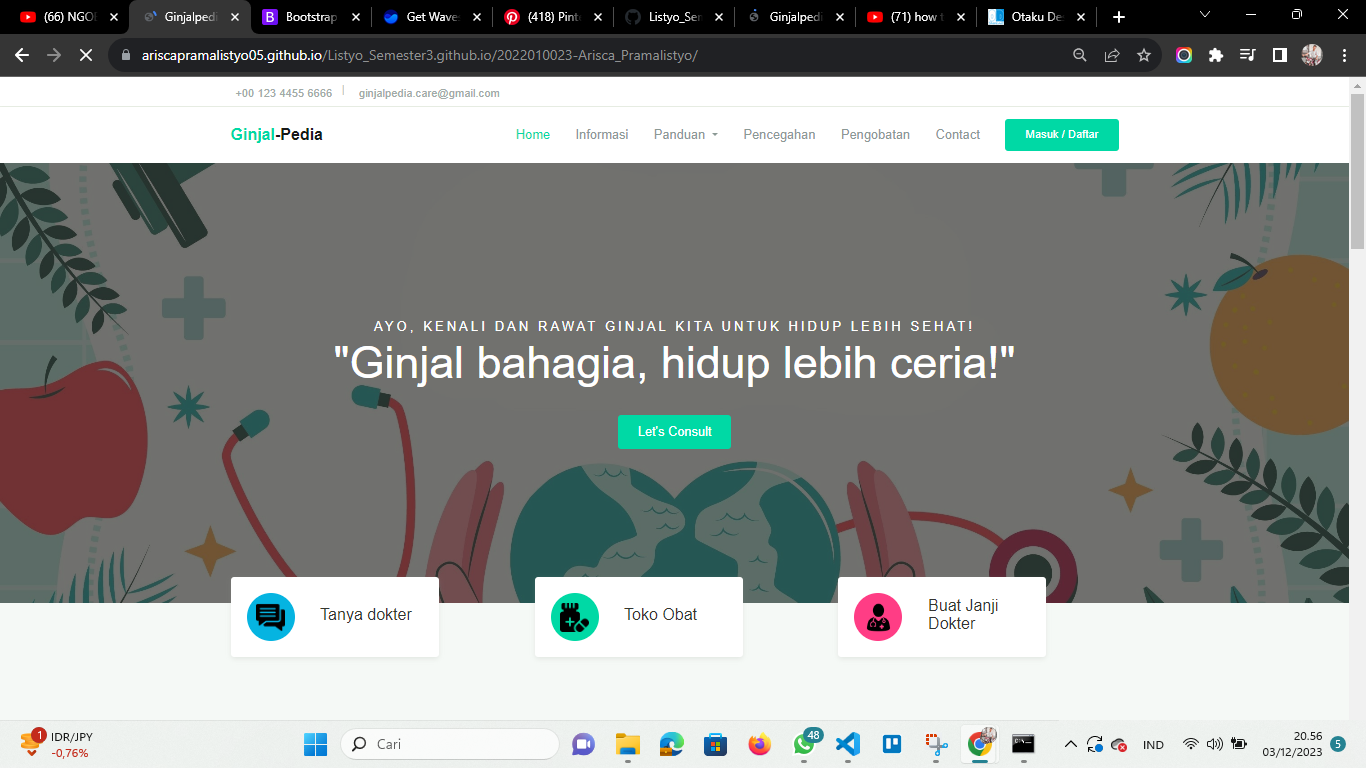 (66) NGO
Ginjalpedi
Bootstrap
Get Wave
(418) Pint
Listyo_Ser
Ginjalpedi
(71) how t
Otaku De
ariscapramalistyo05.github.io/Listyo_Semester3.github.io/2022010023-Arisca_Pramalistyo/
+00 123 4455 6666 | ginjalpedia.care@gmail.com
Ginjal-Pedia
Home Informasi Panduan Pencegahan Pengobatan Contact Masuk / Daftar
AYO, KENALI DAN RAWAT GINJAL KITA UNTUK HIDUP LEBIH SEHAT!
"Ginjal bahagia, hidup lebih ceria!"
Let's Consult
Tanya dokter
Toko Obat
Buat Janji
Dokter
1
IDR/JPY
-0,76%
Cari
48
IND
20.56
03/12/2023
5